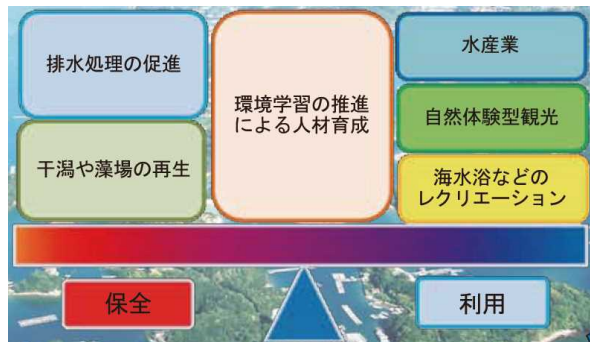 排水処理の促進
干潟や藻場の再生
環境学習の推進
による人材育成
水産業
自然体験型観光
海水浴などの
レクリエーション
保全
利用